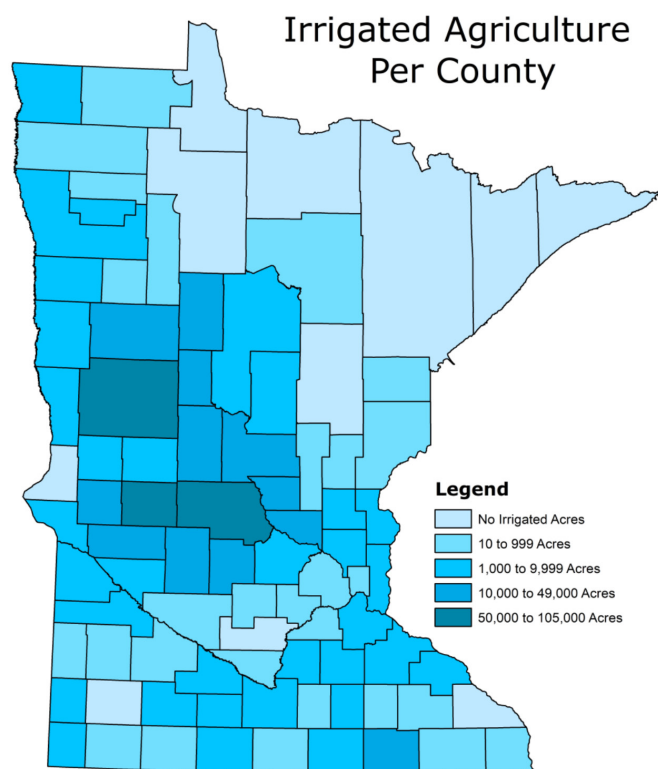 Irrigated Agriculture
Per County
Legend
No Irrigated Acres
10 to 999 Acres
1,000 to 9,999 Acres
10,000 to 49,000 Acres
50,000 to 105,000 Acres